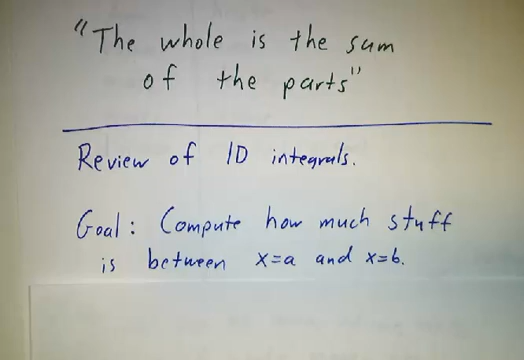 "The whole is the sum
of the parts"
Review of 1D integrals.
Goal: Compute how much stuff
is between x=a and x=b.